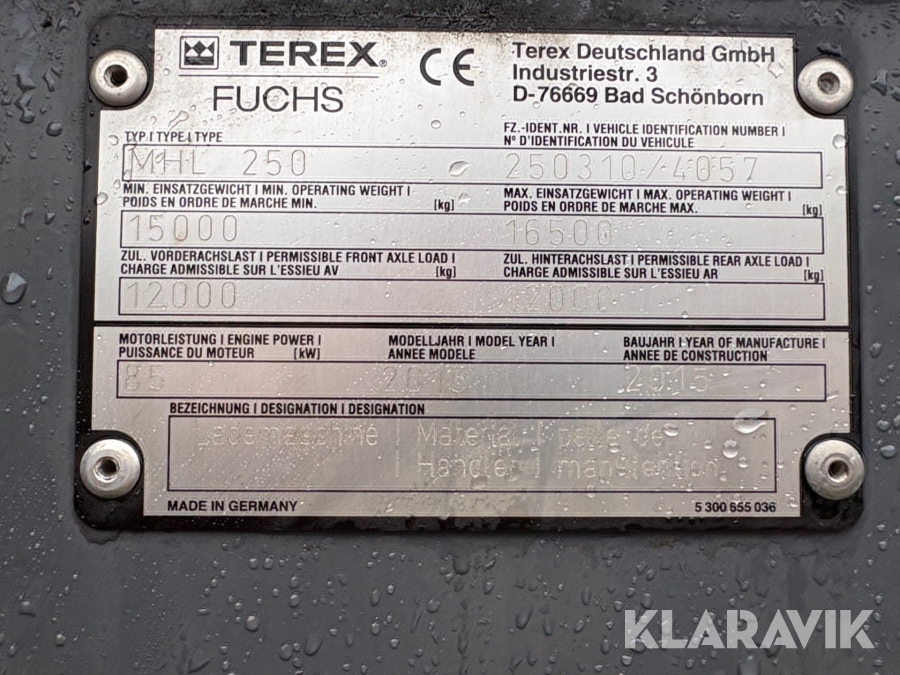 TEREX®
FUCHS
CE
Terex Deutschland GmbH
Industriestr. 3
D-76669 Bad Schönborn
TYP I TYPE I TYPE
MHL 250
FZ.-IDENT.NR. I VEHICLE IDENTIFICATION NUMBER I
N° D'IDENTIFICATION DU VEHICULE
250310/4057
MIN. EINSATZGEWICHT I MIN. OPERATING WEIGHT I
POIDS EN ORDRE DE MARCHE MIN. [kg]
15000
MAX. EINSATZGEWICHT I MAX. OPERATING WEIGHT I
POIDS EN ORDRE DE MARCHE MAX. [kg]
16500
ZUL. VORDERACHSLAST I PERMISSIBLE FRONT AXLE LOAD I
CHARGE ADMISSIBLE SUR L'ESSIEU AV [kg]
12000
ZUL. HINTERACHSLAST I PERMISSIBLE REAR AXLE LOAD I
CHARGE ADMISSIBLE SUR L'ESSIEU AR [kg]
12000
MOTORLEISTUNG I ENGINE POWER I
PUISSANCE DU MOTEUR [kW]
85
MODELLJAHR I MODEL YEAR I
ANNEE MODELE
BAUJAHR I YEAR OF MANUFACTURE I
ANNEE DE CONSTRUCTION
2015
BEZEICHNUNG I DESIGNATION I DESIGNATION
Lademaschine | Material | pelle de
Handler | manutention
MADE IN GERMANY
5 300 655 036
KLARAVIK